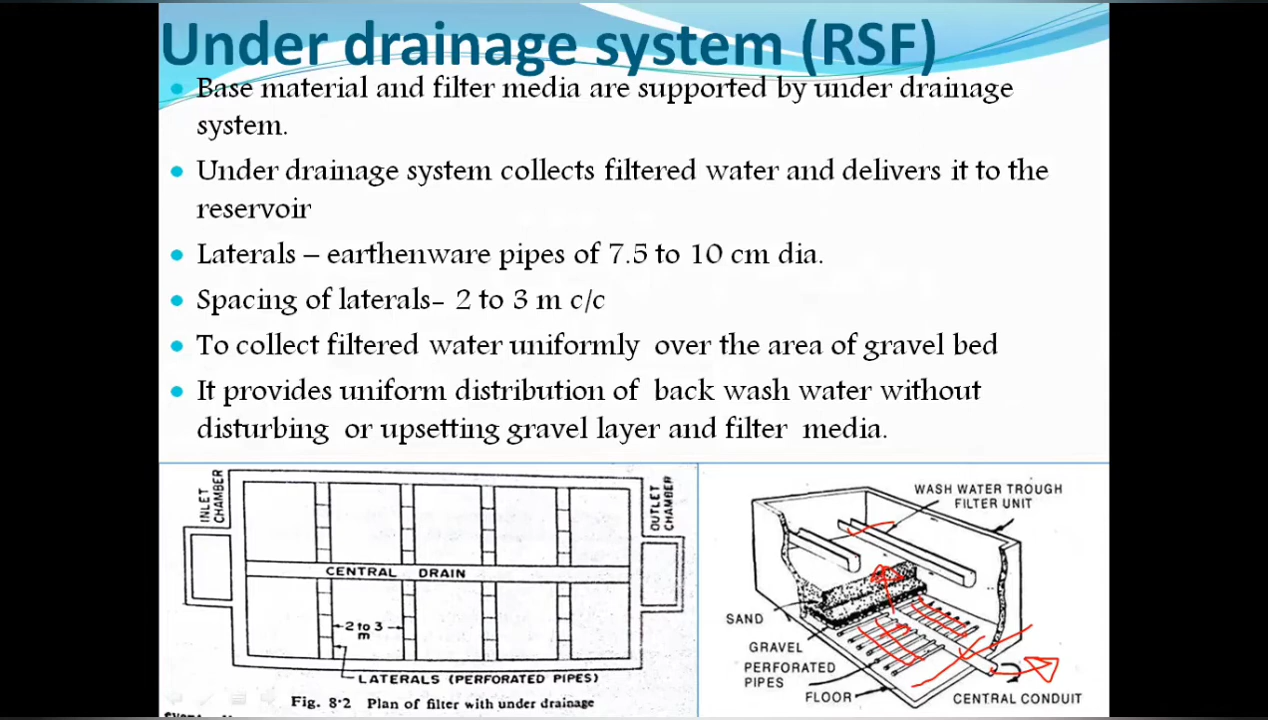 Under drainage system (RSF)
Base material and filter media are supported by under drainage
system.
Under drainage system collects filtered water and delivers it to the
reservoir
Laterals – earthenware pipes of 7.5 to 10 cm dia.
Spacing of laterals- 2 to 3 m c/c
To collect filtered water uniformly over the area of gravel bed
It provides uniform distribution of back wash water without
disturbing or upsetting gravel layer and filter media.
INLET
CHAMBER
OUTLET
CHAMBER
CENTRAL DRAIN
2 to 3
m
LATERALS (PERFORATED PIPES)
Fig. 8·2 Plan of filter with under drainage
WASH WATER TROUGH
FILTER UNIT
SAND
GRAVEL
PERFORATED
PIPES
FLOOR
CENTRAL CONDUIT